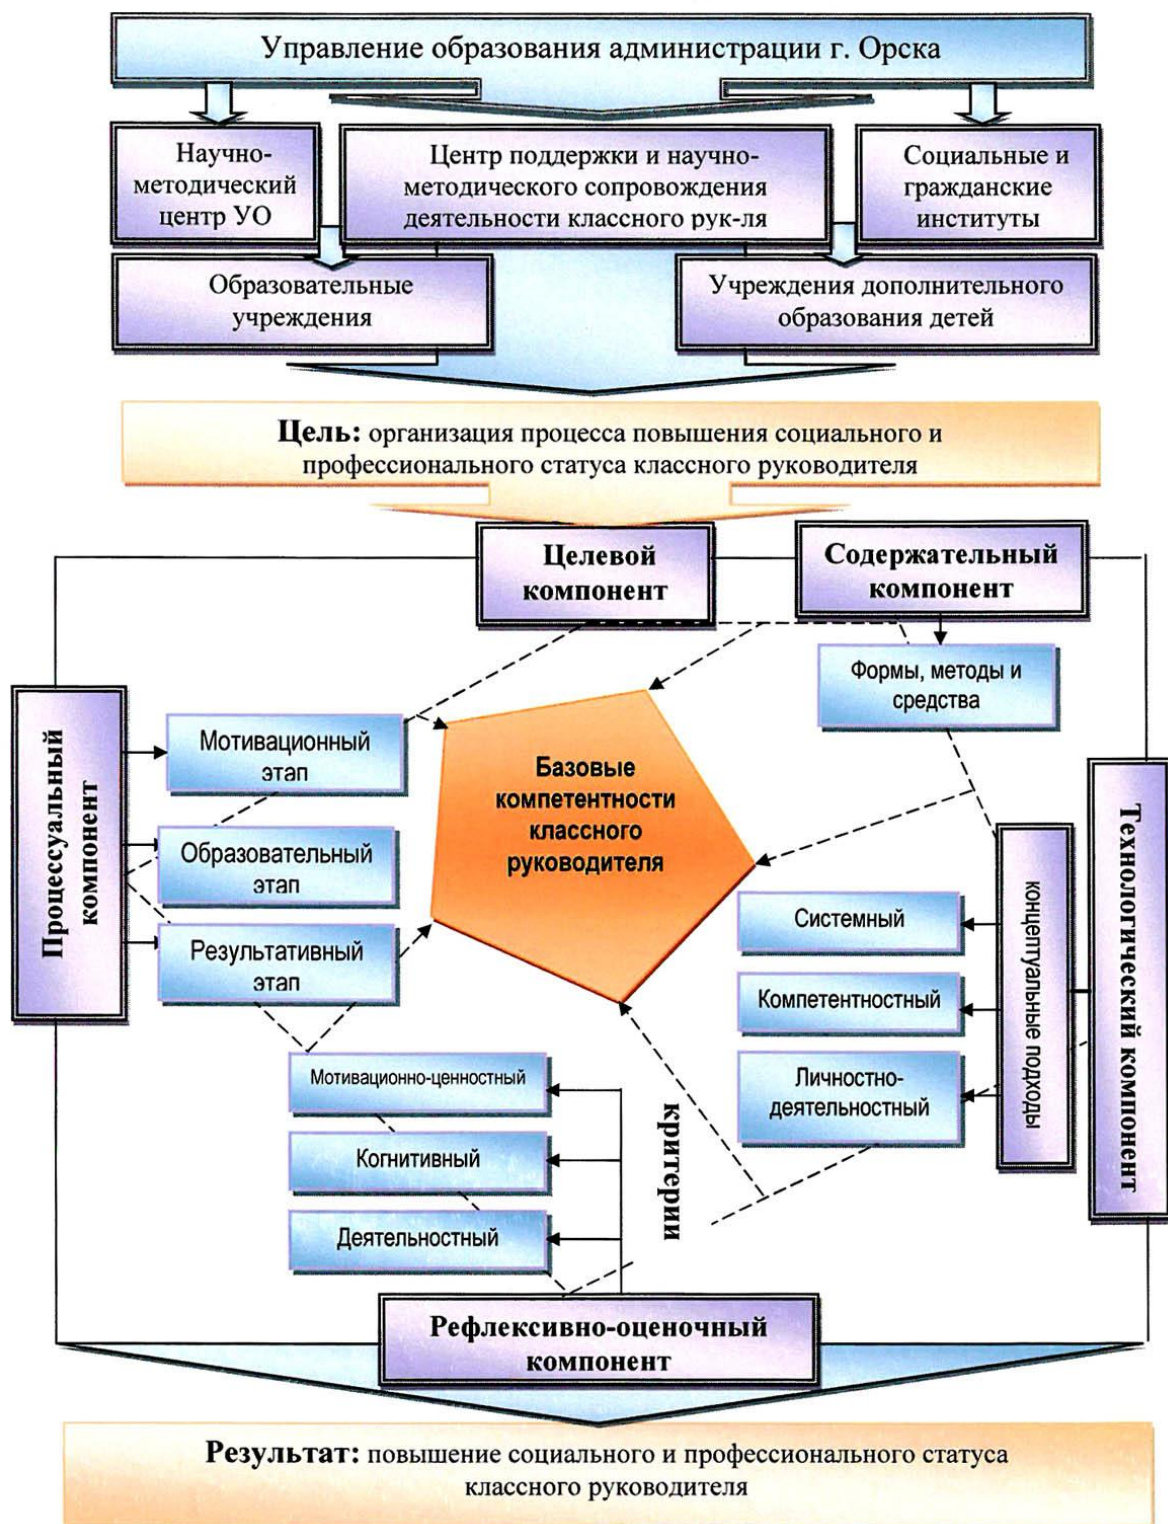 Управление образования администрации г. Орска
Научно-
методический
центр УО
Центр поддержки и научно-
методического сопровождения
деятельности классного рук-ля
Социальные и
гражданские
институты
Образовательные
учреждения
Учреждения дополнительного
образования детей
Цель: организация процесса повышения социального и
профессионального статуса классного руководителя
Целевой
компонент
Содержательный
компонент
Формы, методы и
средства
Процессуальный
компонент
Мотивационный
этап
Образовательный
этап
Результативный
этап
Базовые
компетентности
классного
руководителя
Системный
Компетентностный
Личностно-
деятельностный
концептуальные подходы
Технологический компонент
Мотивационно-ценностный
Когнитивный
Деятельностный
критерии
Рефлексивно-оценочный
компонент
Результат: повышение социального и профессионального статуса
классного руководителя